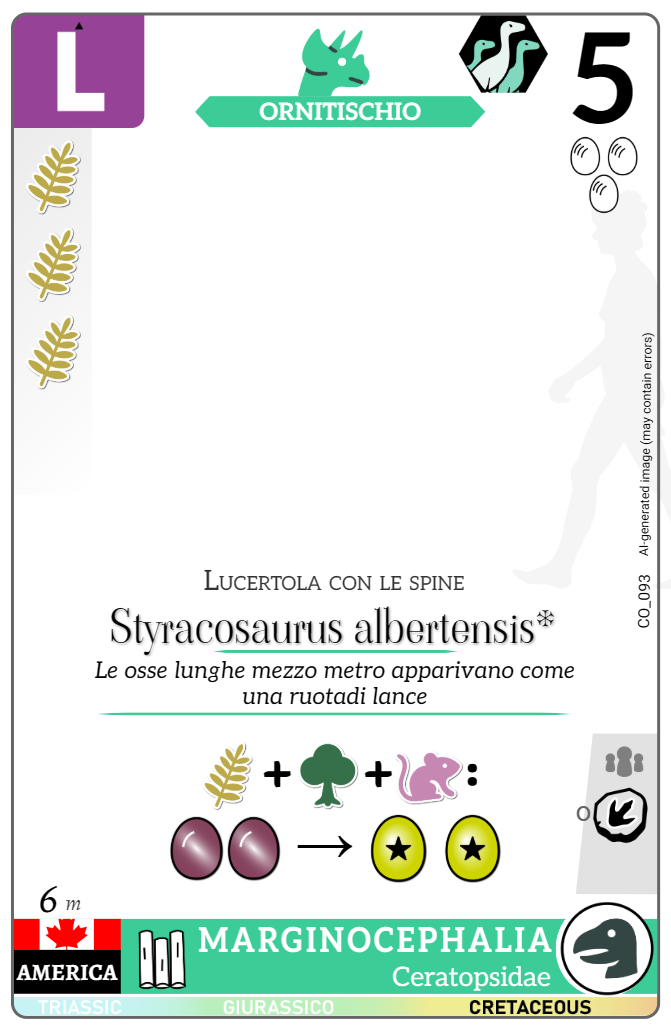 L
ORNITISCHIO
5
AI-generated image (may contain errors)
CO_093
Lucertola con le spine
Styracosaurus albertensis*
Le osse lunghe mezzo metro apparivano come
una ruotadi lance
+ + :
→
O
6 m
AMERICA
MARGINOCEPHALIA
Ceratopsidae
TRIASSIC GIURASSICO CRETACEOUS